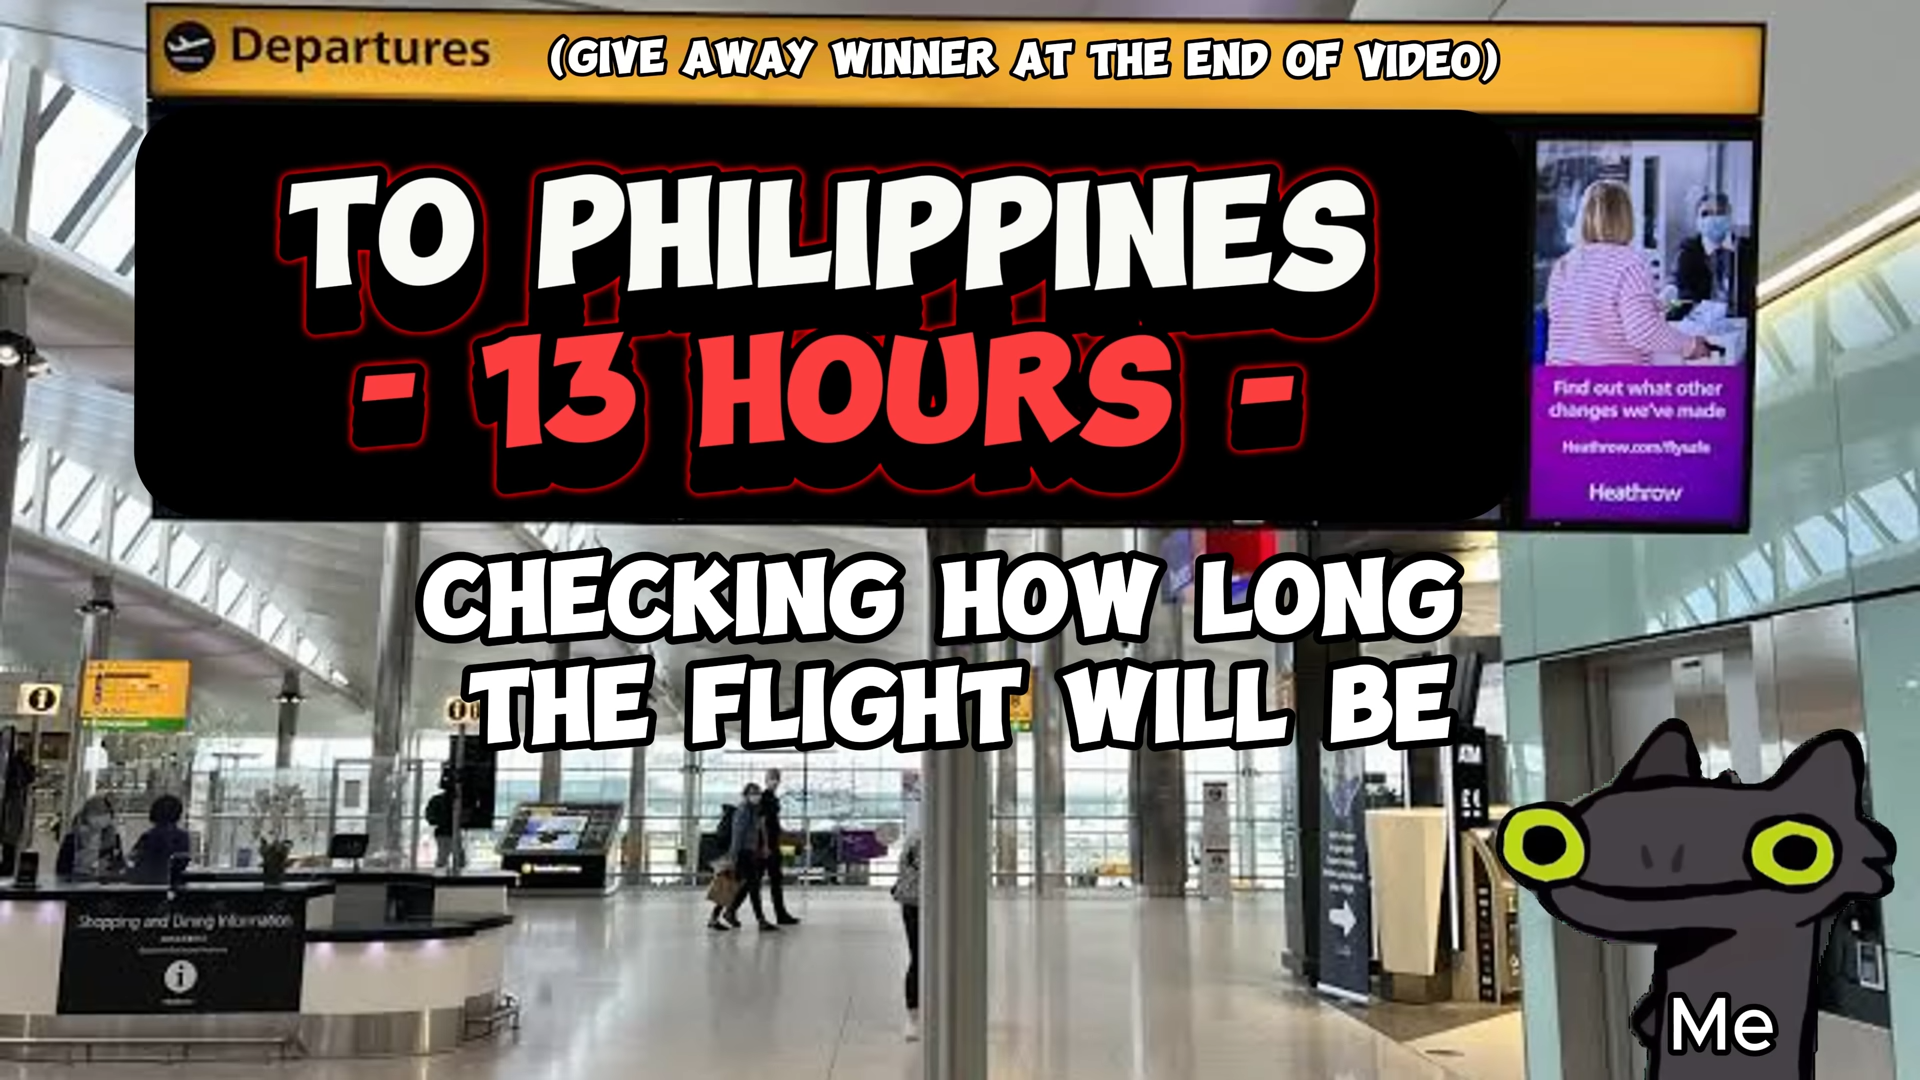 Departures
(GIVE AWAY WINNER AT THE END OF VIDEO)
TO PHILIPPINES
- 13 HOURS -
Find out what other
changes we've made
Heathrow.com/flysafe
Heathrow
CHECKING HOW LONG
THE FLIGHT WILL BE
Shopping and Dining Information
Me